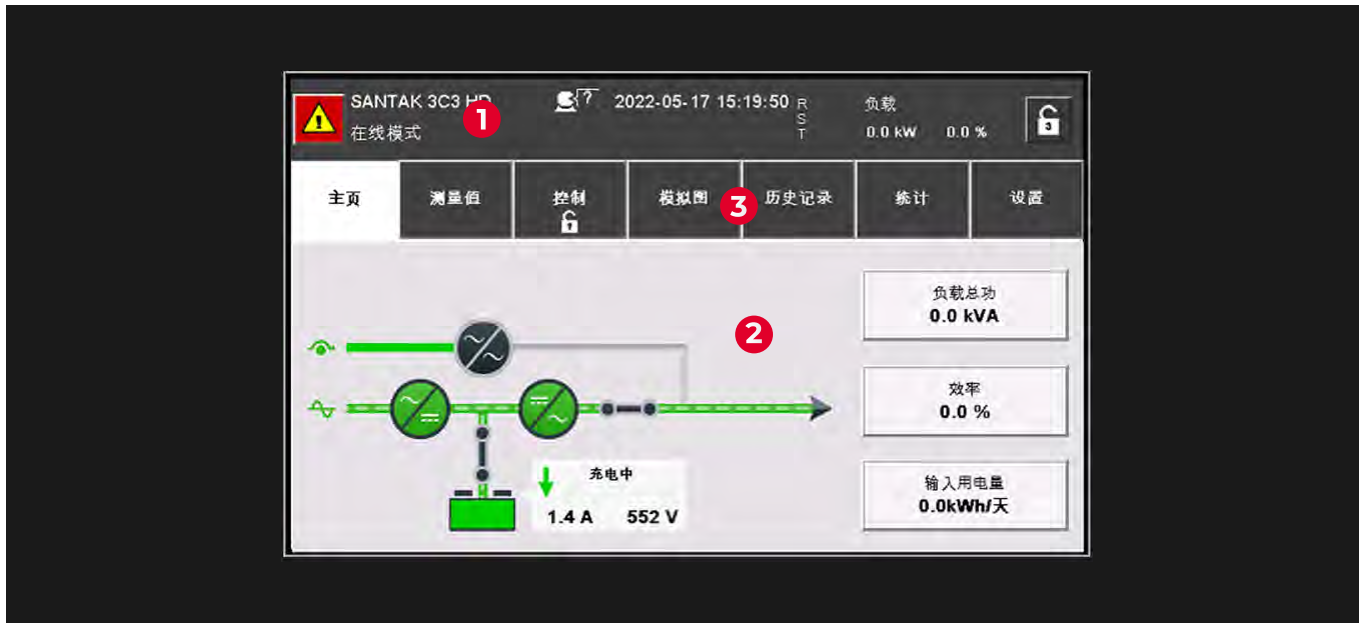 SANTAK 3C3 HD
? 2022-05-17 15:19:50
R
S
T
负载
0.0 kW 0.0 %
3
在线模式
1
主页 测量值 控制 模拟图 历史记录 统计 设置
3
负载总功
0.0 kVA
2
效率
0.0 %
充电中
1.4 A 552 V
输入用电量
0.0kWh/天